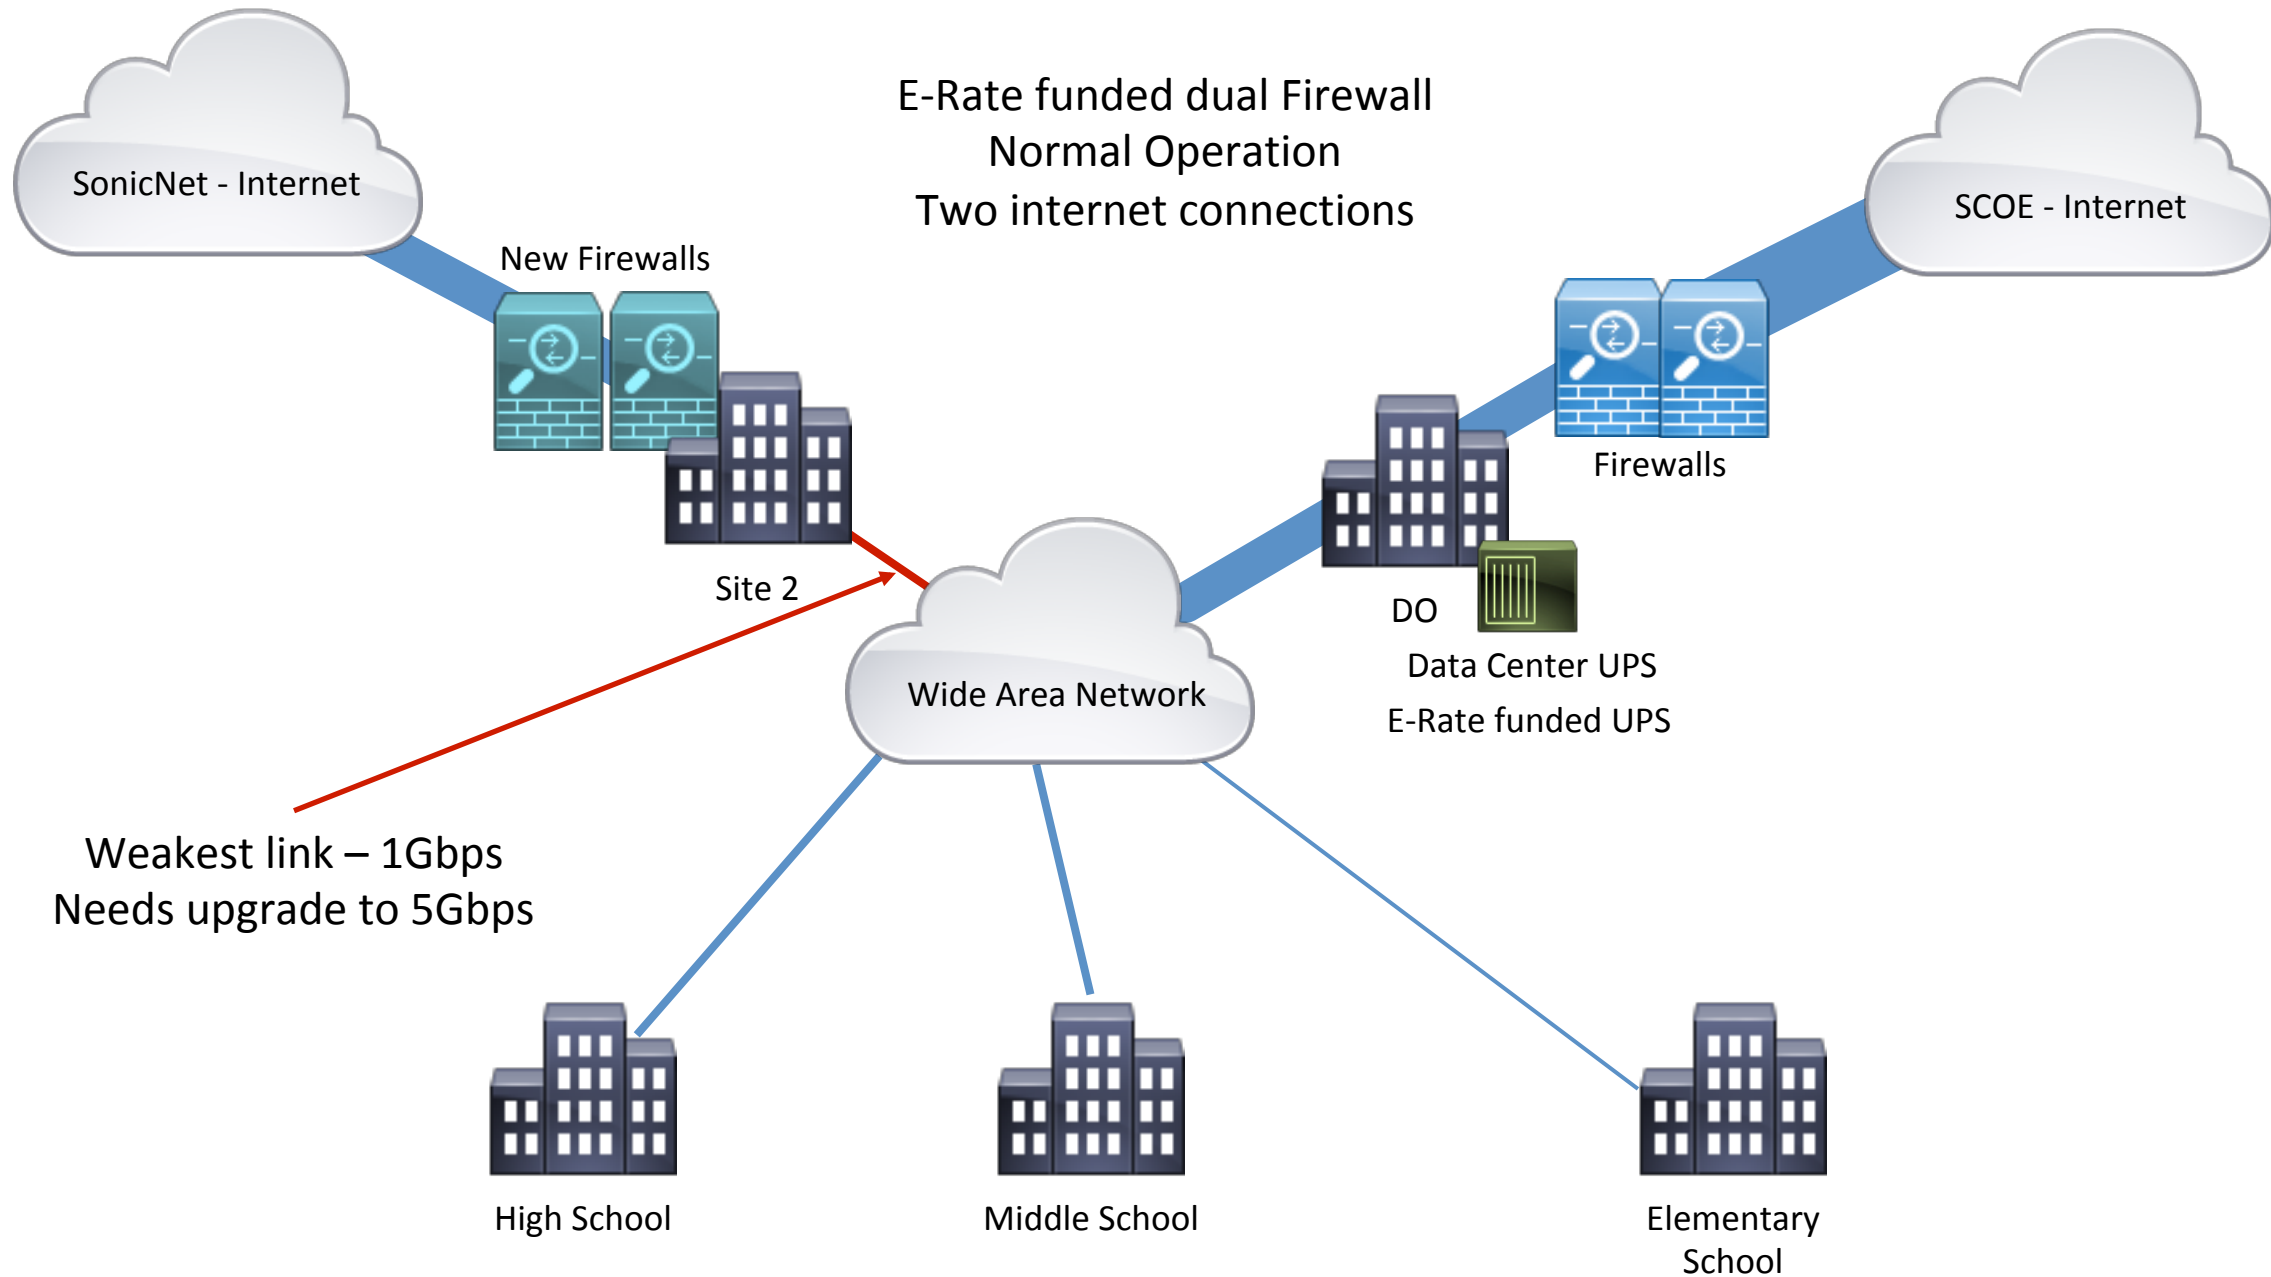 E-Rate funded dual Firewall
Normal Operation
Two internet connections
SonicNet - Internet
SCOE - Internet
New Firewalls
Firewalls
Site 2
DO
Data Center UPS
E-Rate funded UPS
Wide Area Network
Weakest link – 1Gbps
Needs upgrade to 5Gbps
High School
Middle School
Elementary
School